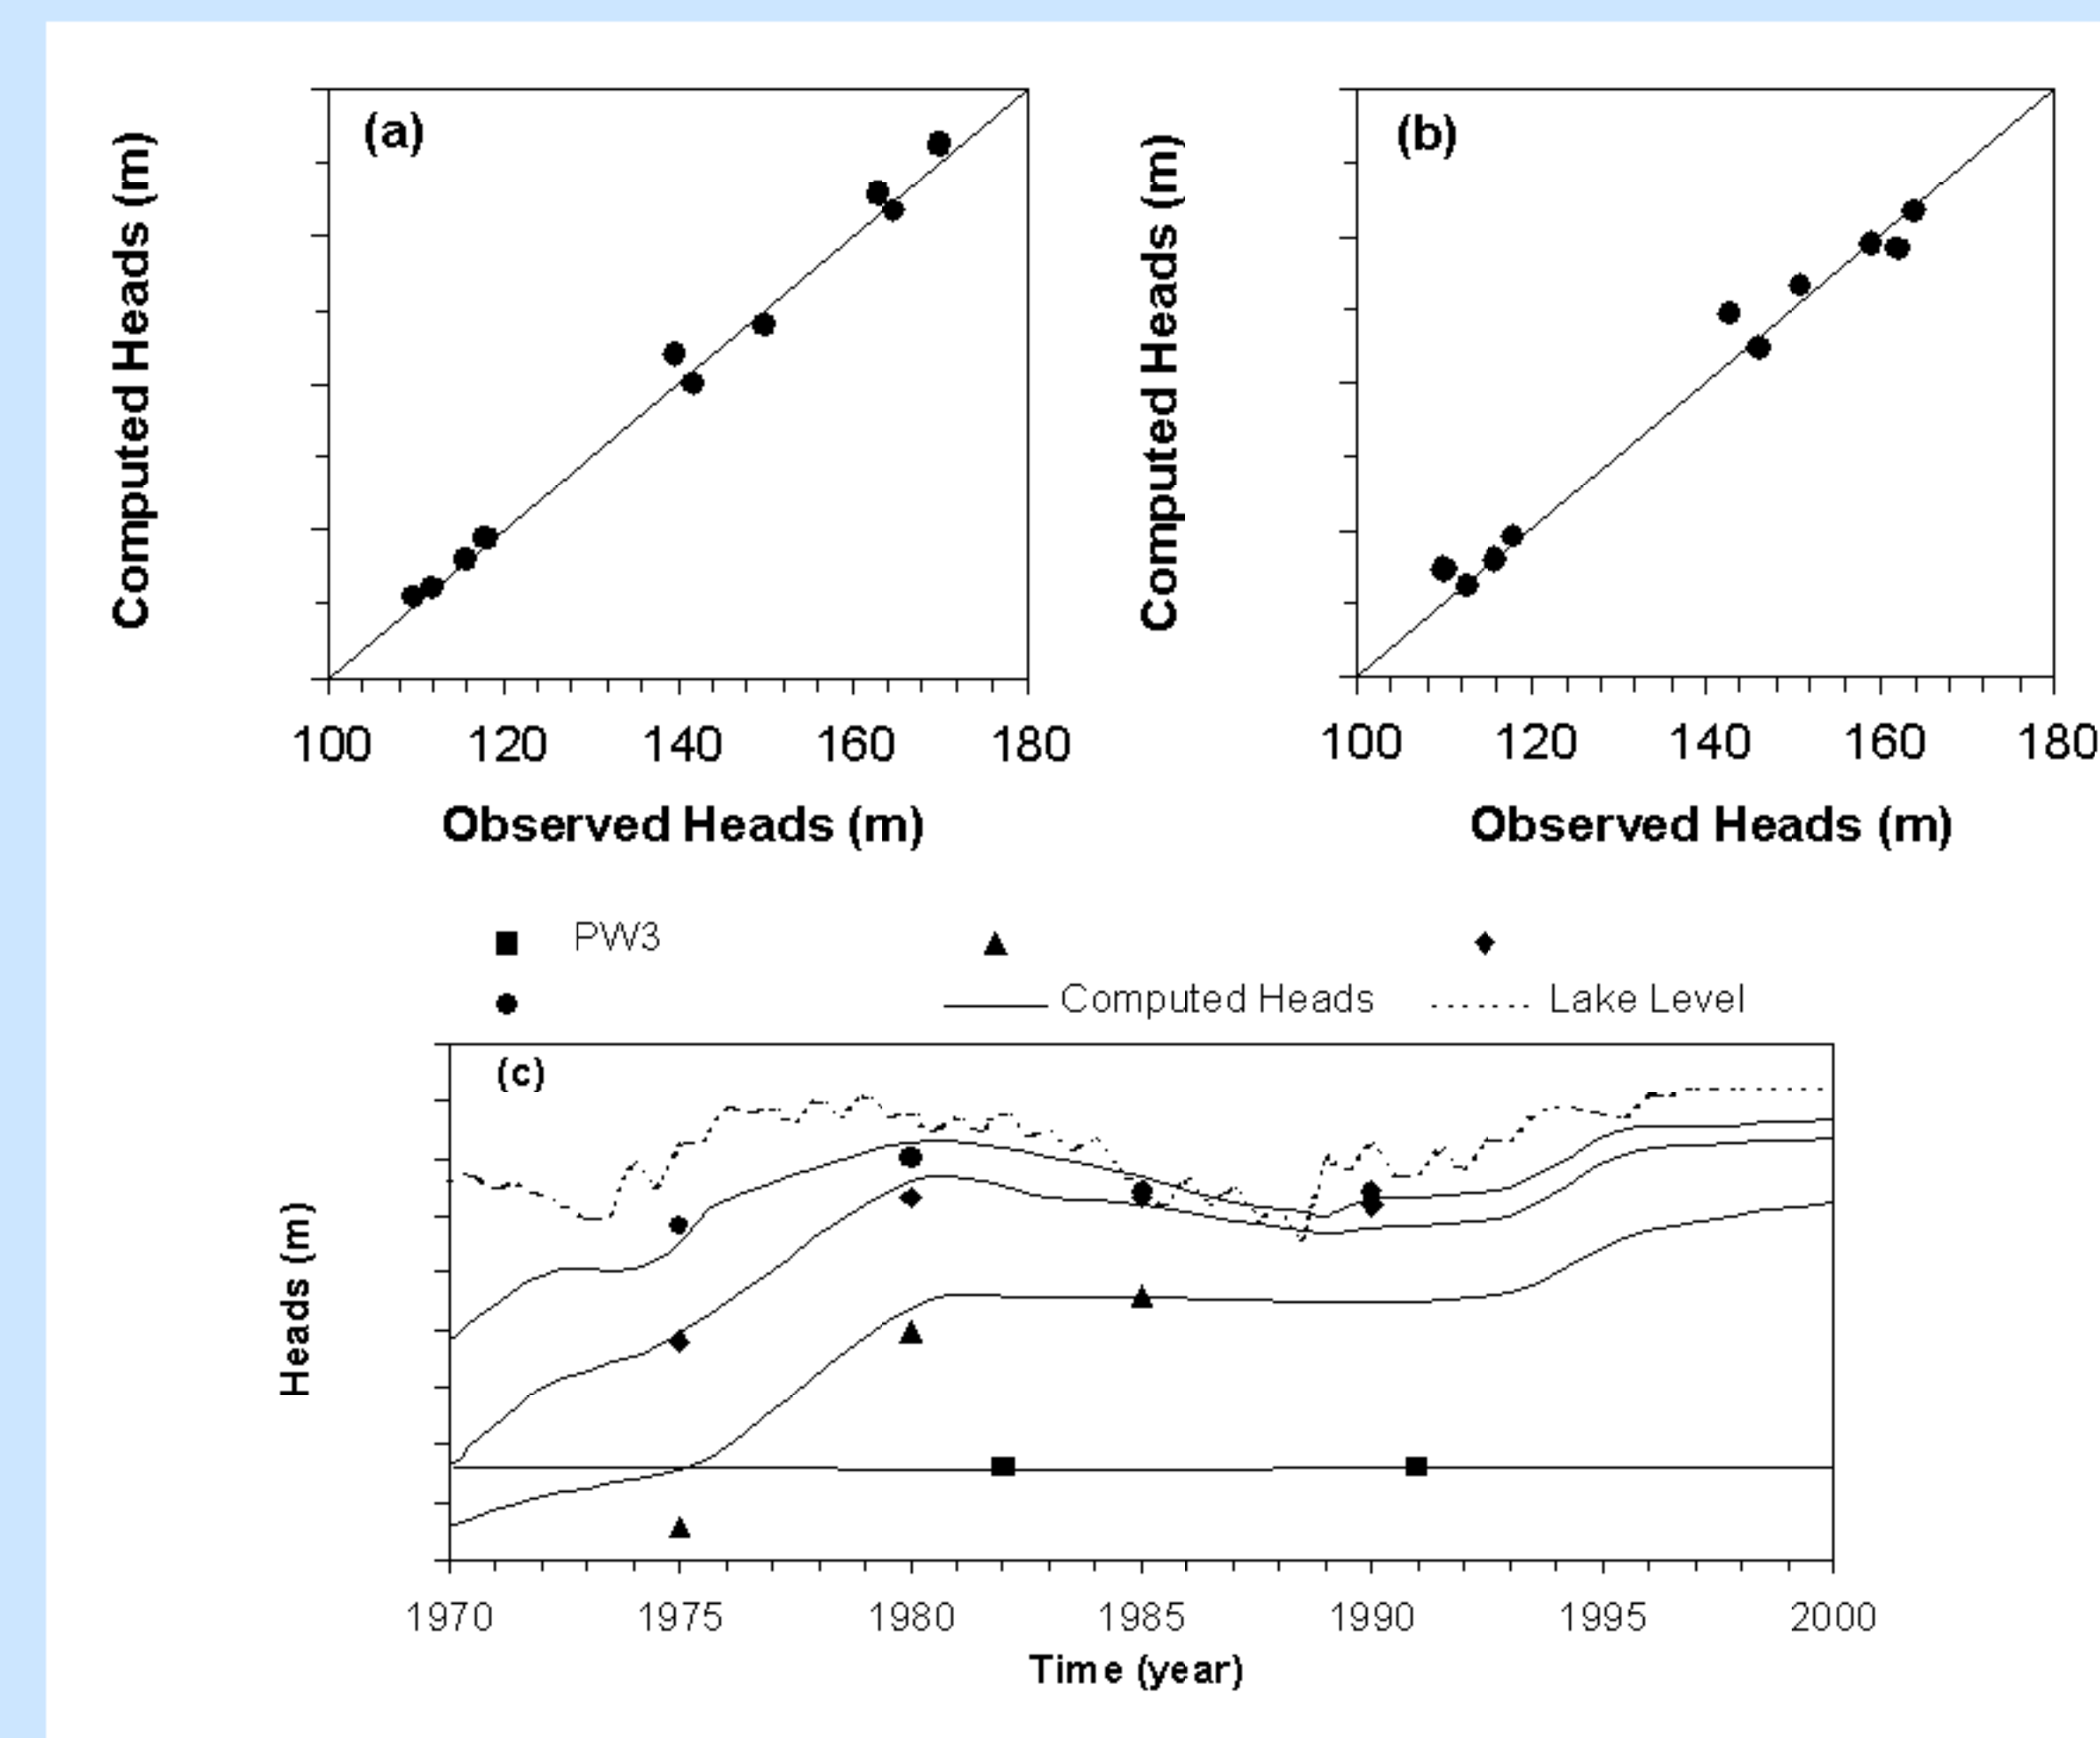 (a)
Computed Heads (m)
100 120 140 160 180
Observed Heads (m)
(b)
Computed Heads (m)
100 120 140 160 180
Observed Heads (m)
PW3
Computed Heads
Lake Level
(c)
Heads (m)
1970 1975 1980 1985 1990 1995 2000
Time (year)